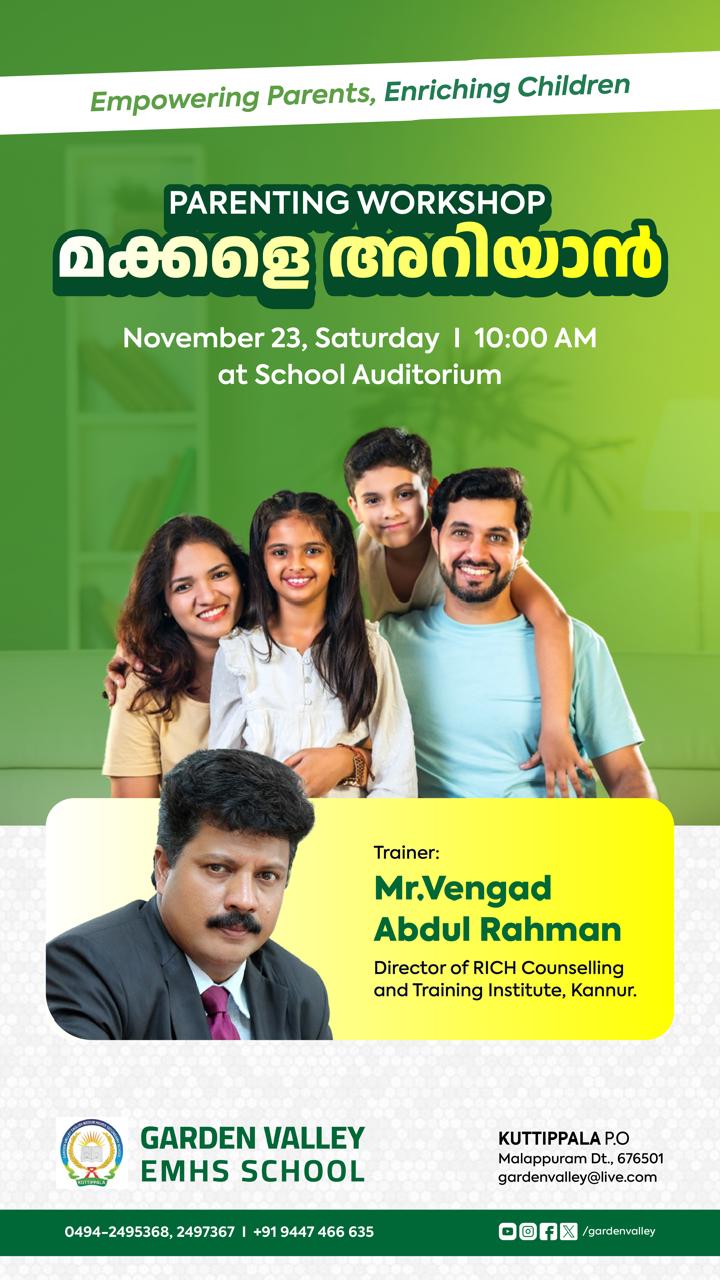 Empowering Parents, Enriching Children
PARENTING WORKSHOP
മക്കളെ അറിയാൻ
November 23, Saturday I 10:00 AM
at School Auditorium
Trainer:
Mr.Vengad
Abdul Rahman
Director of RICH Counselling
and Training Institute, Kannur.
GARDEN VALLEY
EMHS SCHOOL
KUTTIPPALA
KUTTIPPALA P.O
Malappuram Dt., 676501
gardenvalley@live.com
0494-2495368, 2497367 I +91 9447 466 635
/gardenvalley